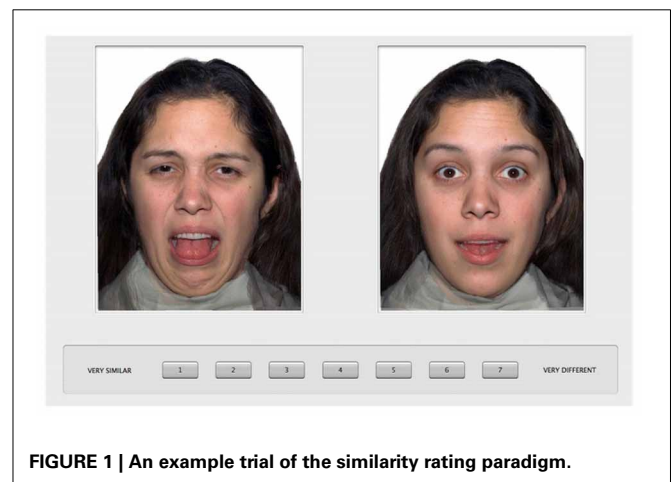 VERY SIMILAR 1 2 3 4 5 6 7 VERY DIFFERENT
FIGURE 1 | An example trial of the similarity rating paradigm.